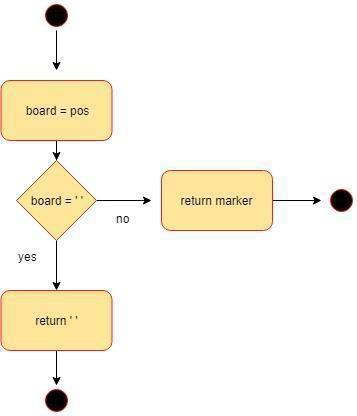 board = pos
board = ' '
return marker
no
yes
return ' '